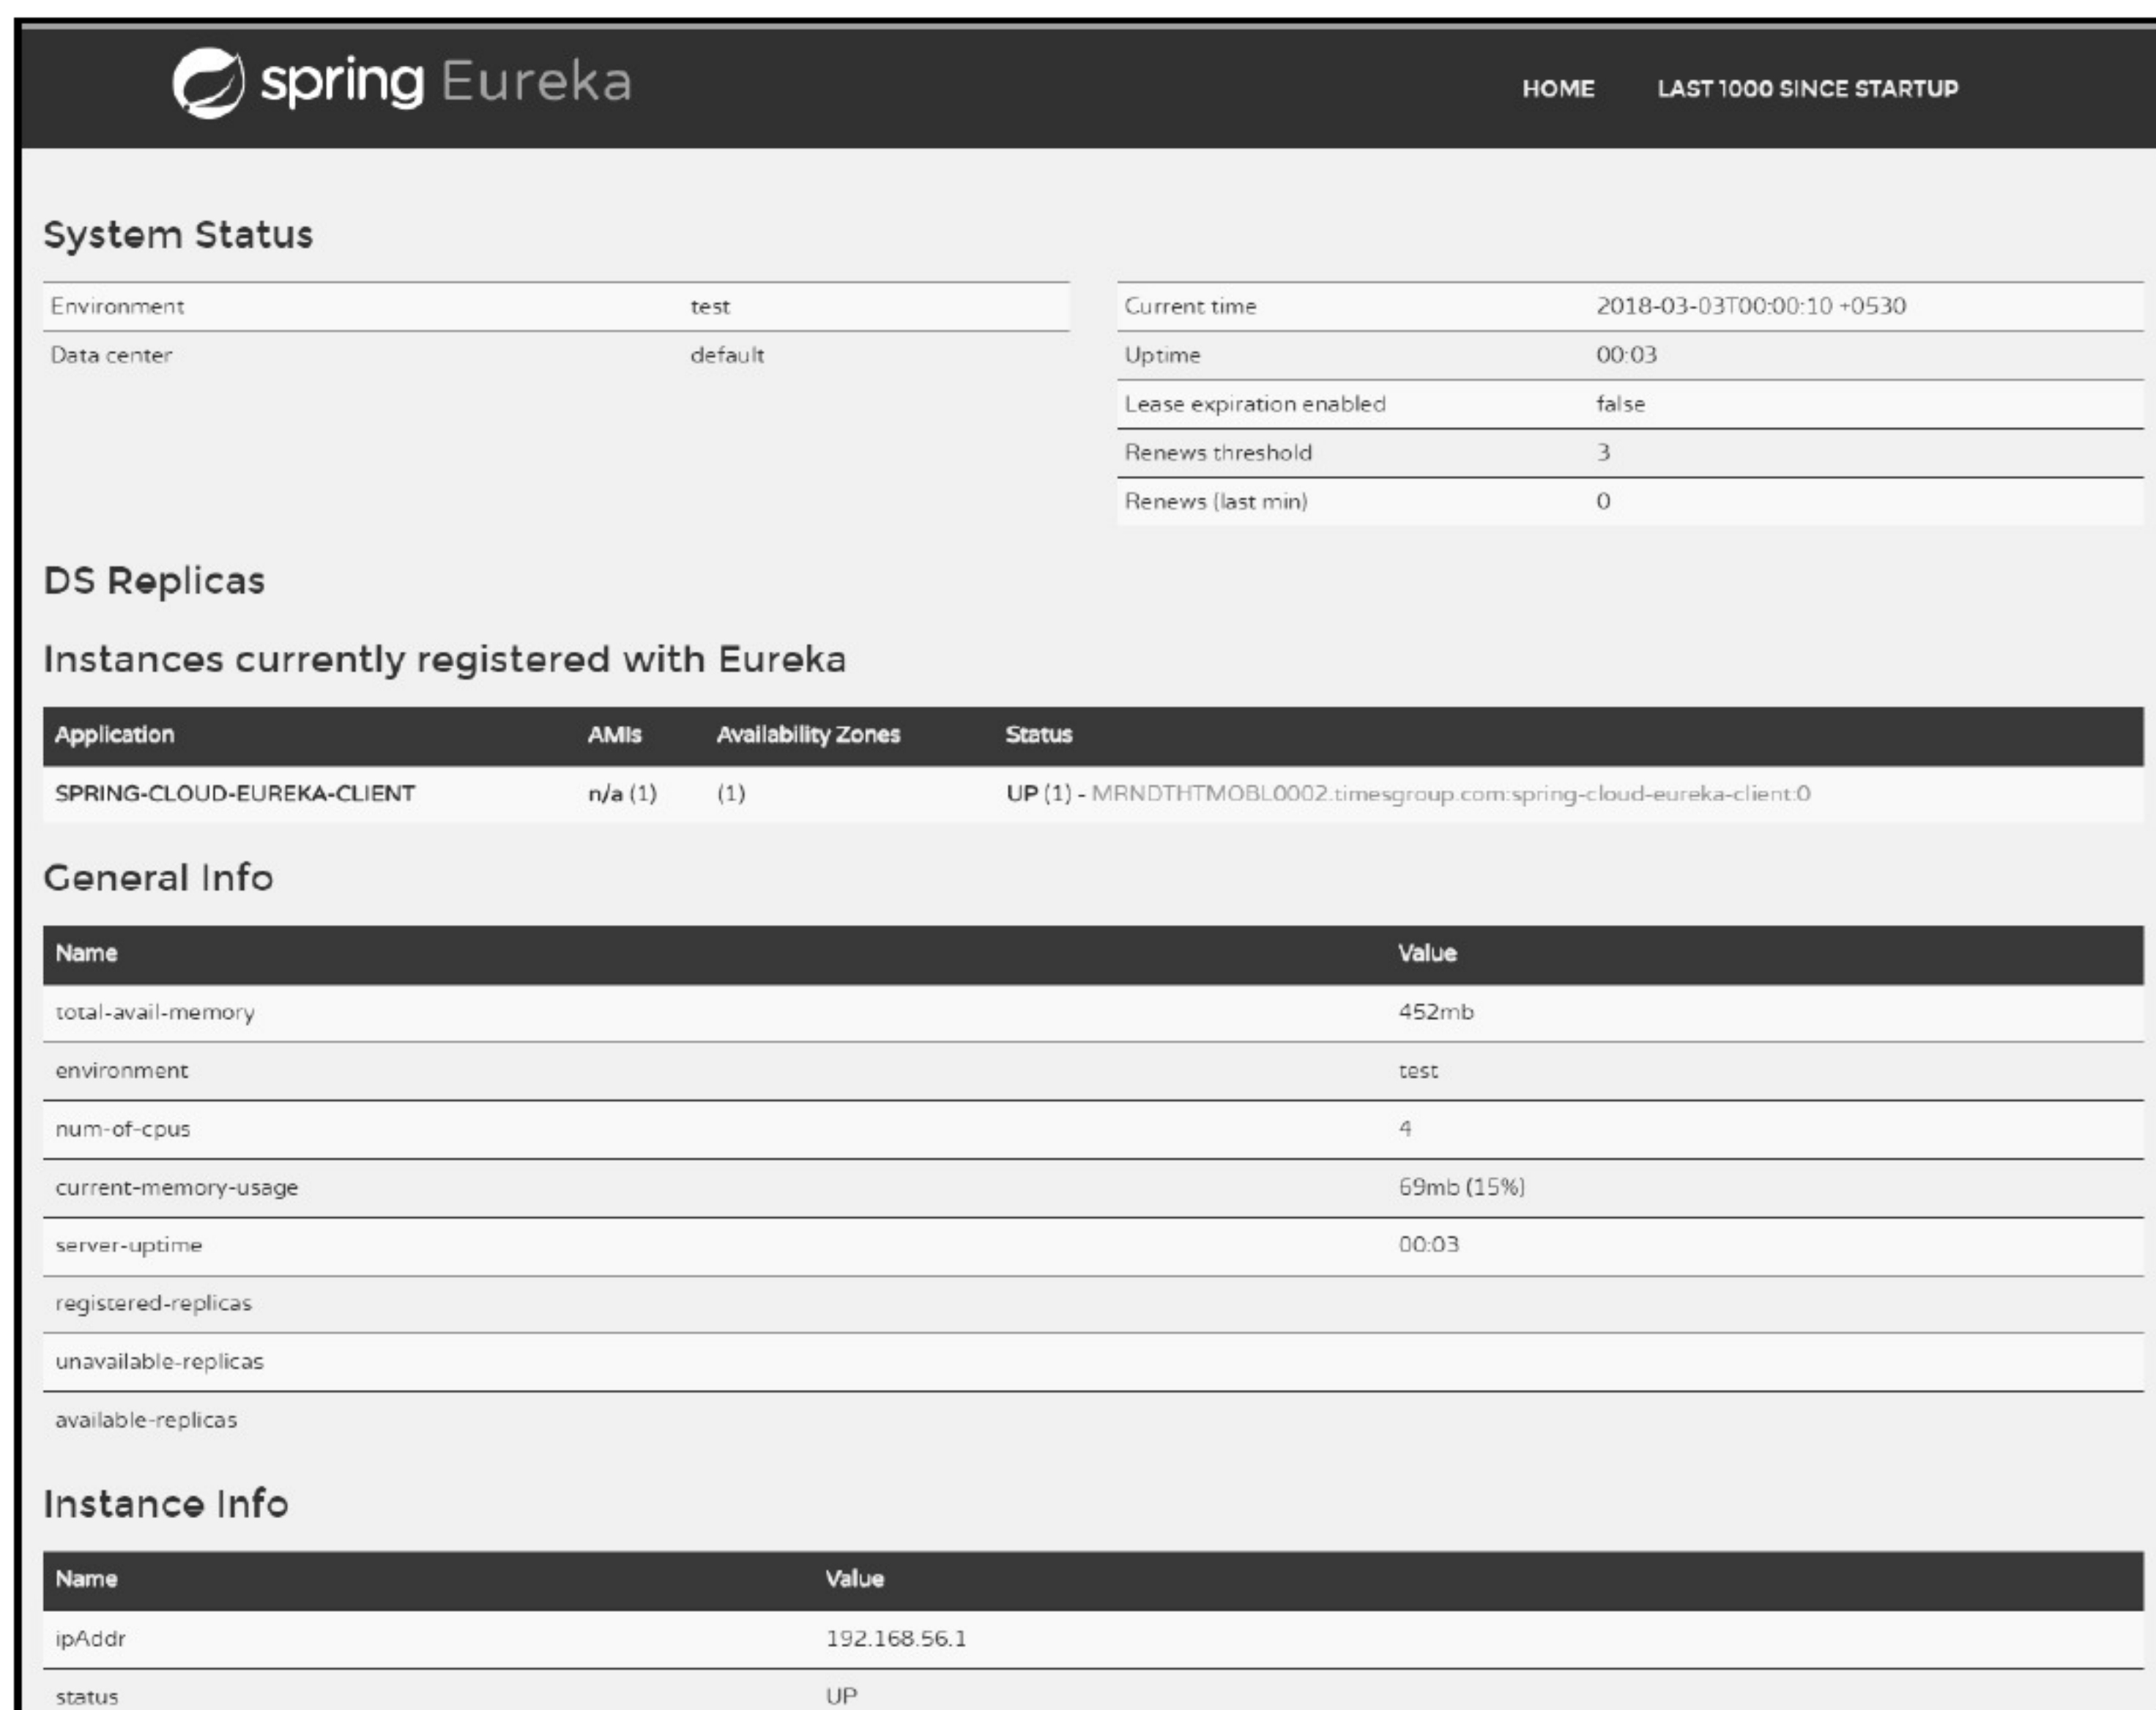 spring Eureka
HOME LAST 1000 SINCE STARTUP
System Status
Environment test
Data center default
Current time 2018-03-03T00:00:10 +0530
Uptime 00:03
Lease expiration enabled false
Renews threshold 3
Renews (last min) 0
DS Replicas
Instances currently registered with Eureka
Application AMIs Availability Zones Status
SPRING-CLOUD-EUREKA-CLIENT n/a (1) (1) UP (1) - MRNDTHTMOBL0002.timesgroup.com:spring-cloud-eureka-client:0
General Info
Name Value
total-avail-memory 452mb
environment test
num-of-cpus 4
current-memory-usage 69mb (15%)
server-uptime 00:03
registered-replicas
unavailable-replicas
available-replicas
Instance Info
Name Value
ipAddr 192.168.56.1
status UP